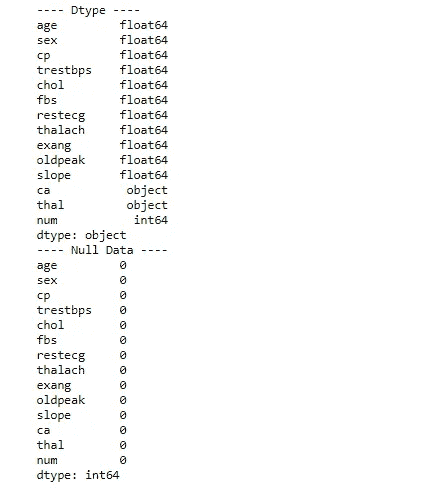 ---- Dtype ----
age         float64
sex         float64
cp          float64
trestbps    float64
chol        float64
fbs         float64
restecg     float64
thalach     float64
exang       float64
oldpeak     float64
slope       float64
ca           object
thal         object
num           int64
dtype: object
---- Null Data ----
age         0
sex         0
cp          0
trestbps    0
chol        0
fbs         0
restecg     0
thalach     0
exang       0
oldpeak     0
slope       0
ca          0
thal        0
num         0
dtype: int64